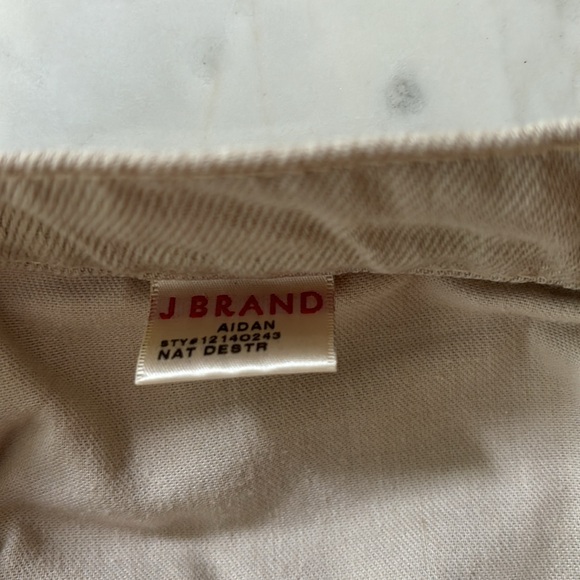 J BRAND
AIDAN
STY#12140243
NAT DESTR